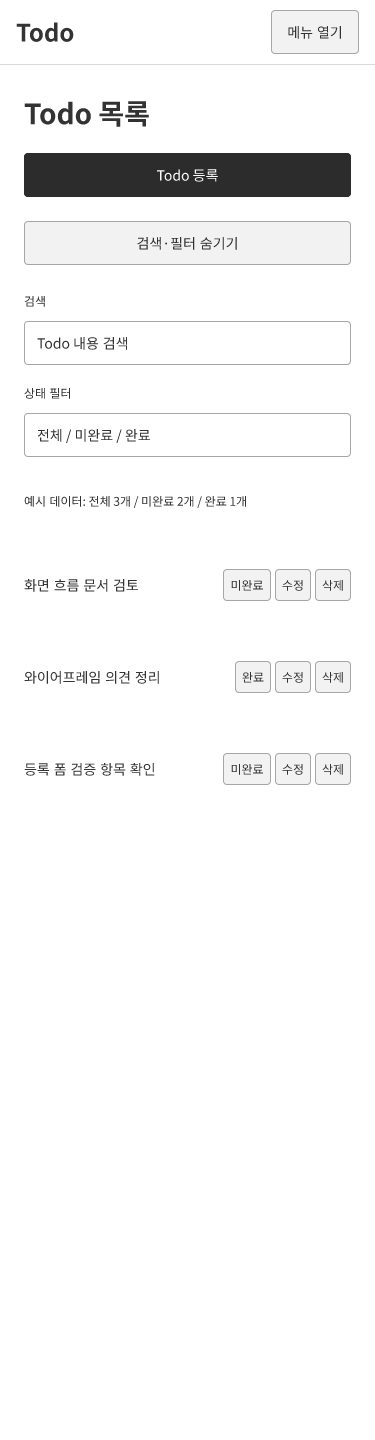 Todo
메뉴 열기
Todo 목록
Todo 등록
검색·필터 숨기기
검색
Todo 내용 검색
상태 필터
전체 / 미완료 / 완료
예시 데이터: 전체 3개 / 미완료 2개 / 완료 1개
화면 흐름 문서 검토 미완료 수정 삭제
와이어프레임 의견 정리 완료 수정 삭제
등록 폼 검증 항목 확인 미완료 수정 삭제